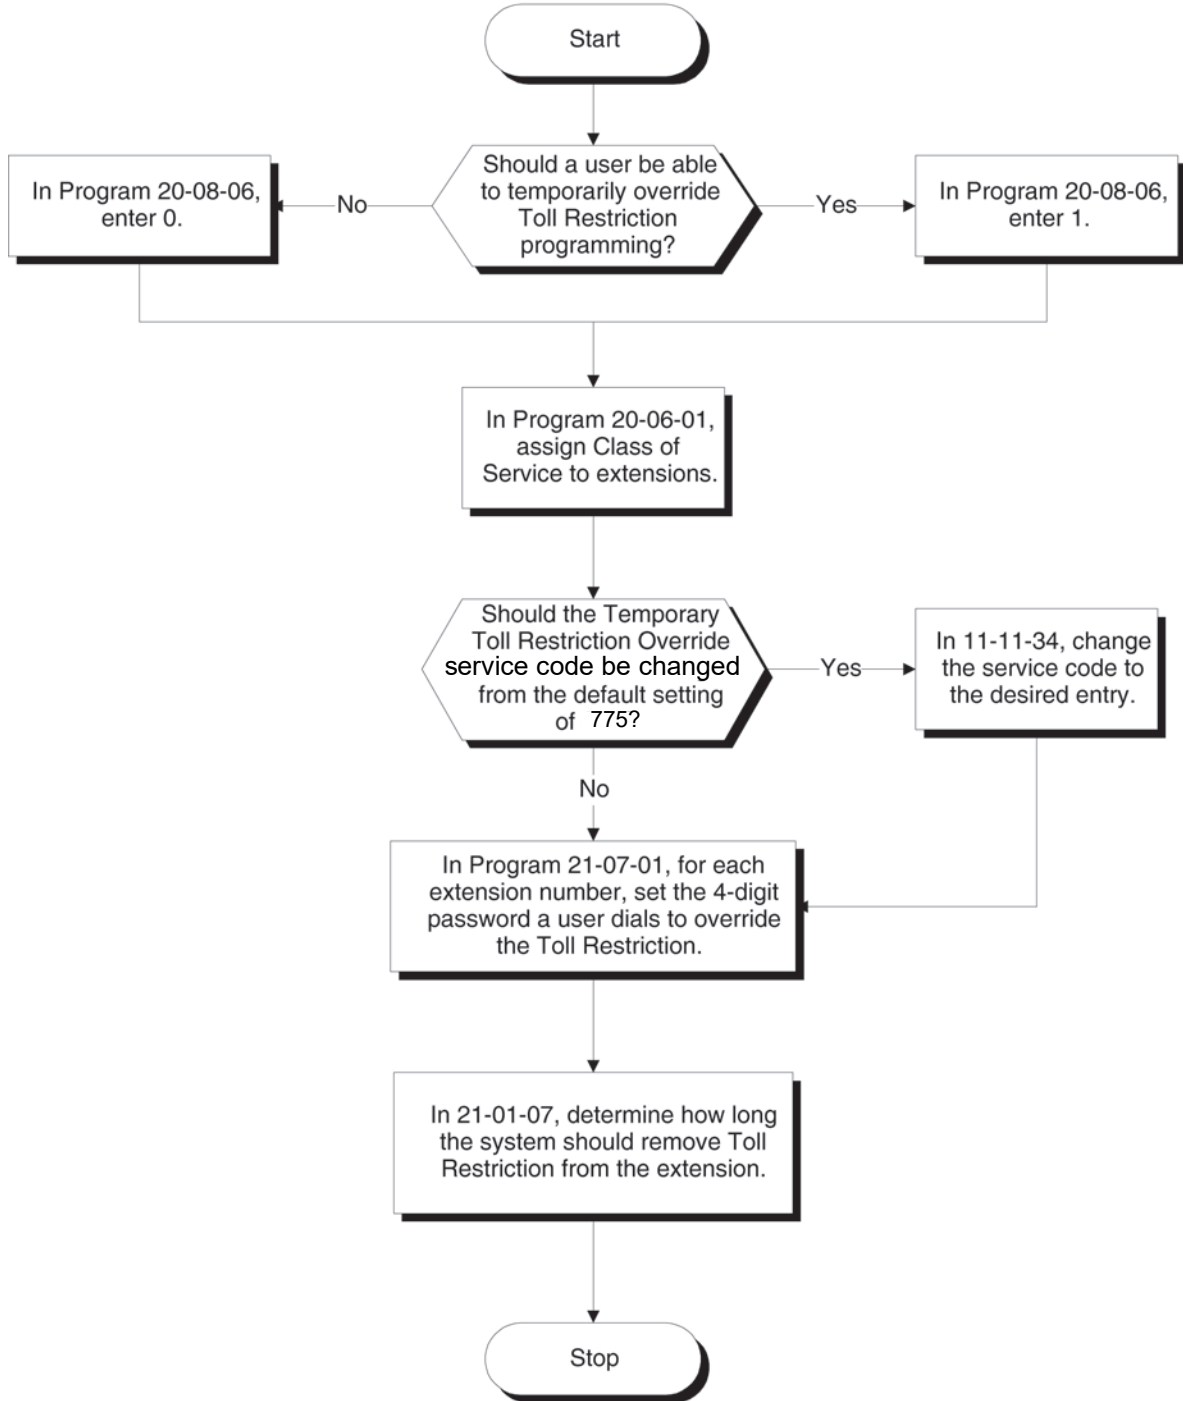 Start
Should a user be able
to temporarily override
Toll Restriction
programming?
No
Yes
In Program 20-08-06,
enter 0.
In Program 20-08-06,
enter 1.
In Program 20-06-01,
assign Class of
Service to extensions.
Should the Temporary
Toll Restriction Override
service code be changed
from the default setting
of 775?
Yes
In 11-11-34, change
the service code to
the desired entry.
No
In Program 21-07-01, for each
extension number, set the 4-digit
password a user dials to override
the Toll Restriction.
In 21-01-07, determine how long
the system should remove Toll
Restriction from the extension.
Stop